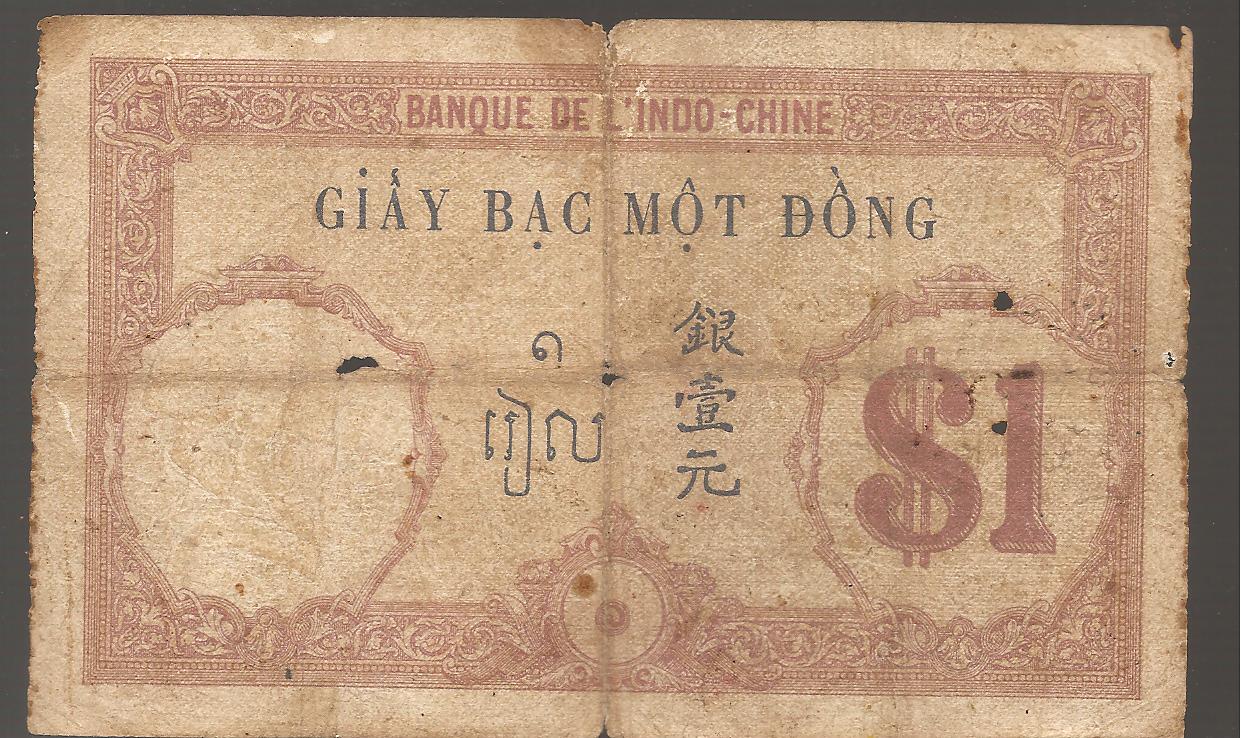 BANQUE DE L'INDO-CHINE
GIẤY BẠC MỘT ĐỒNG
១
រៀល
銀
壹
元
$1